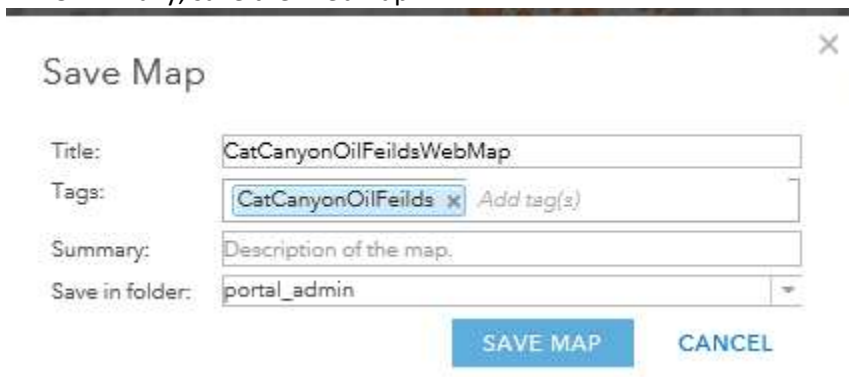 Save Map
Title: CatCanyonOilFeildsWebMap
Tags: CatCanyonOilFeilds x Add tag(s)
Summary: Description of the map.
Save in folder: portal_admin
SAVE MAP CANCEL